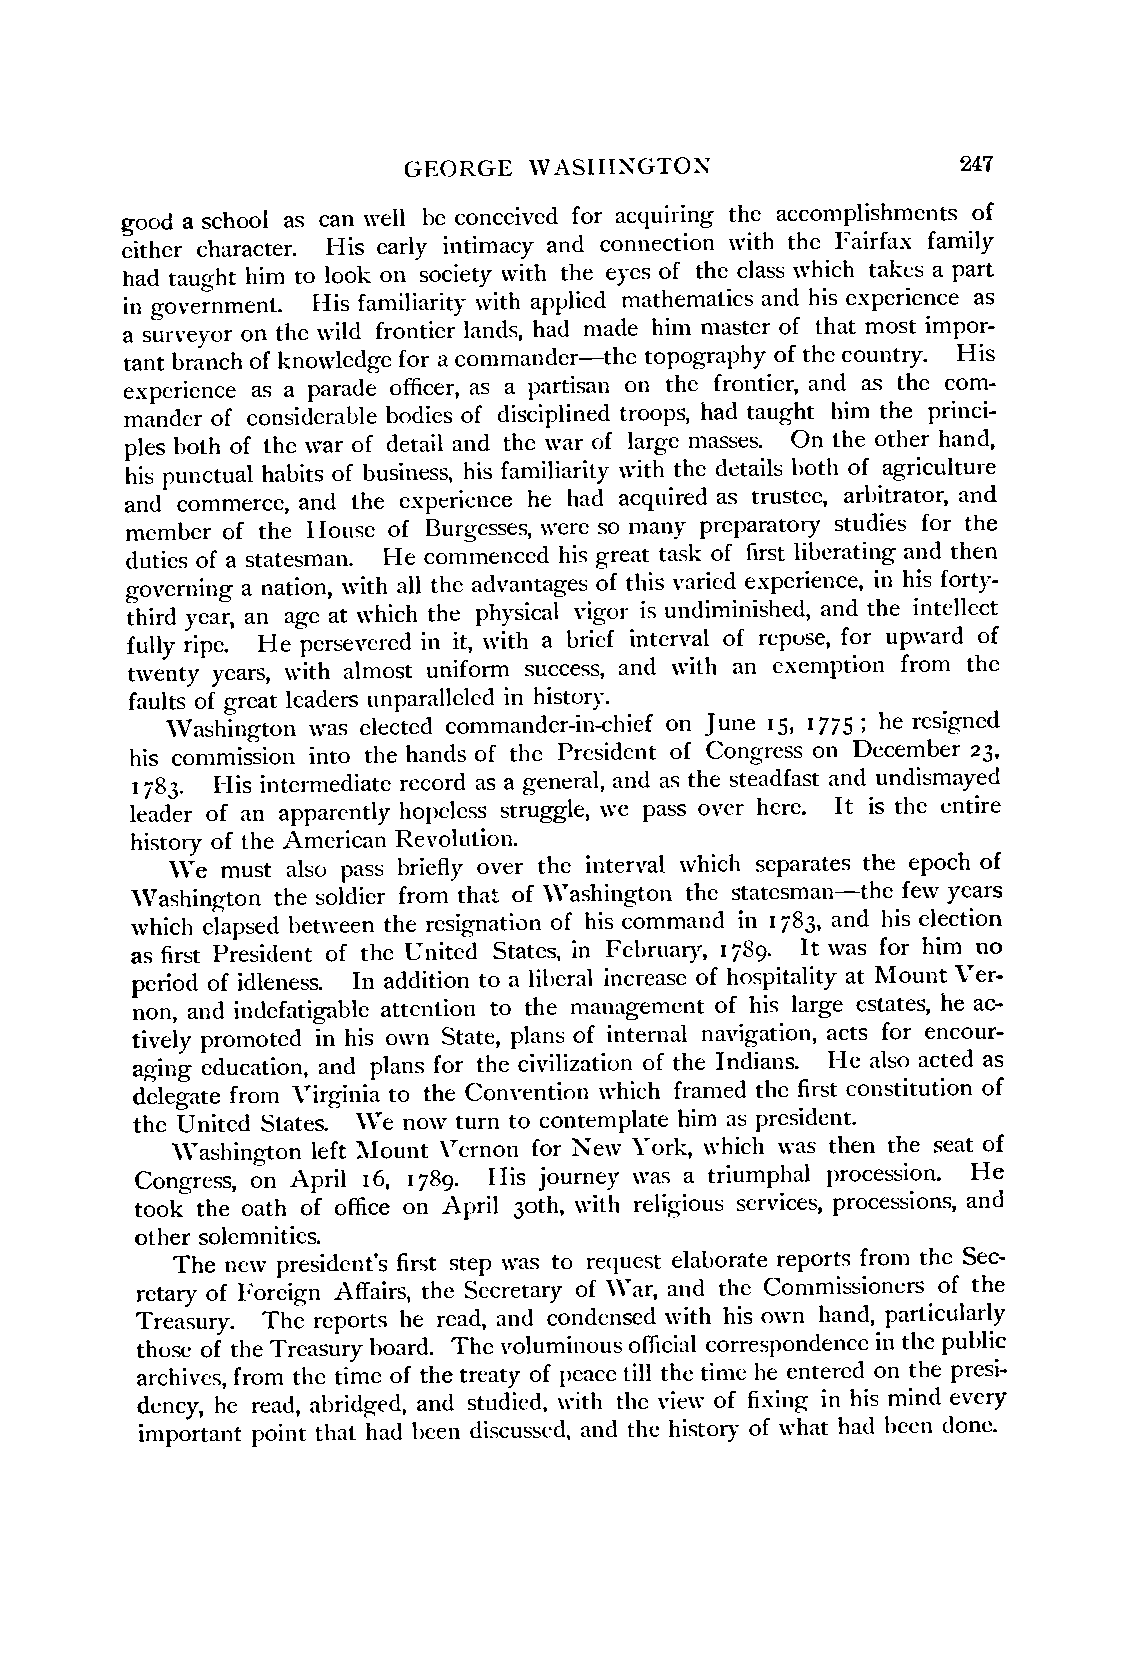 GEORGE WASHINGTON 247
good a school as can well be conceived for acquiring the accomplishments of
either character. His early intimacy and connection with the Fairfax family
had taught him to look on society with the eyes of the class which takes a part
in government. His familiarity with applied mathematics and his experience as
a surveyor on the wild frontier lands, had made him master of that most impor-
tant branch of knowledge for a commander—the topography of the country. His
experience as a parade officer, as a partisan on the frontier, and as the com-
mander of considerable bodies of disciplined troops, had taught him the princi-
ples both of the war of detail and the war of large masses. On the other hand,
his punctual habits of business, his familiarity with the details both of agriculture
and commerce, and the experience he had acquired as trustee, arbitrator, and
member of the House of Burgesses, were so many preparatory studies for the
duties of a statesman. He commenced his great task of first liberating and then
governing a nation, with all the advantages of this varied experience, in his forty-
third year, an age at which the physical vigor is undiminished, and the intellect
fully ripe. He persevered in it, with a brief interval of repose, for upward of
twenty years, with almost uniform success, and with an exemption from the
faults of great leaders unparalleled in history.
Washington was elected commander-in-chief on June 15, 1775; he resigned
his commission into the hands of the President of Congress on December 23,
1783. His intermediate record as a general, and as the steadfast and undismayed
leader of an apparently hopeless struggle, we pass over here. It is the entire
history of the American Revolution.
We must also pass briefly over the interval which separates the epoch of
Washington the soldier from that of Washington the statesman—the few years
which elapsed between the resignation of his command in 1783, and his election
as first President of the United States, in February, 1789. It was for him no
period of idleness. In addition to a liberal increase of hospitality at Mount Ver-
non, and indefatigable attention to the management of his large estates, he ac-
tively promoted in his own State, plans of internal navigation, acts for encour-
aging education, and plans for the civilization of the Indians. He also acted as
delegate from Virginia to the Convention which framed the first constitution of
the United States. We now turn to contemplate him as president.
Washington left Mount Vernon for New York, which was then the seat of
Congress, on April 16, 1789. His journey was a triumphal procession. He
took the oath of office on April 30th, with religious services, processions, and
other solemnities.
The new president's first step was to request elaborate reports from the Sec-
retary of Foreign Affairs, the Secretary of War, and the Commissioners of the
Treasury. The reports he read, and condensed with his own hand, particularly
those of the Treasury board. The voluminous official correspondence in the public
archives, from the time of the treaty of peace till the time he entered on the presi-
dency, he read, abridged, and studied, with the view of fixing in his mind every
important point that had been discussed, and the history of what had been done.